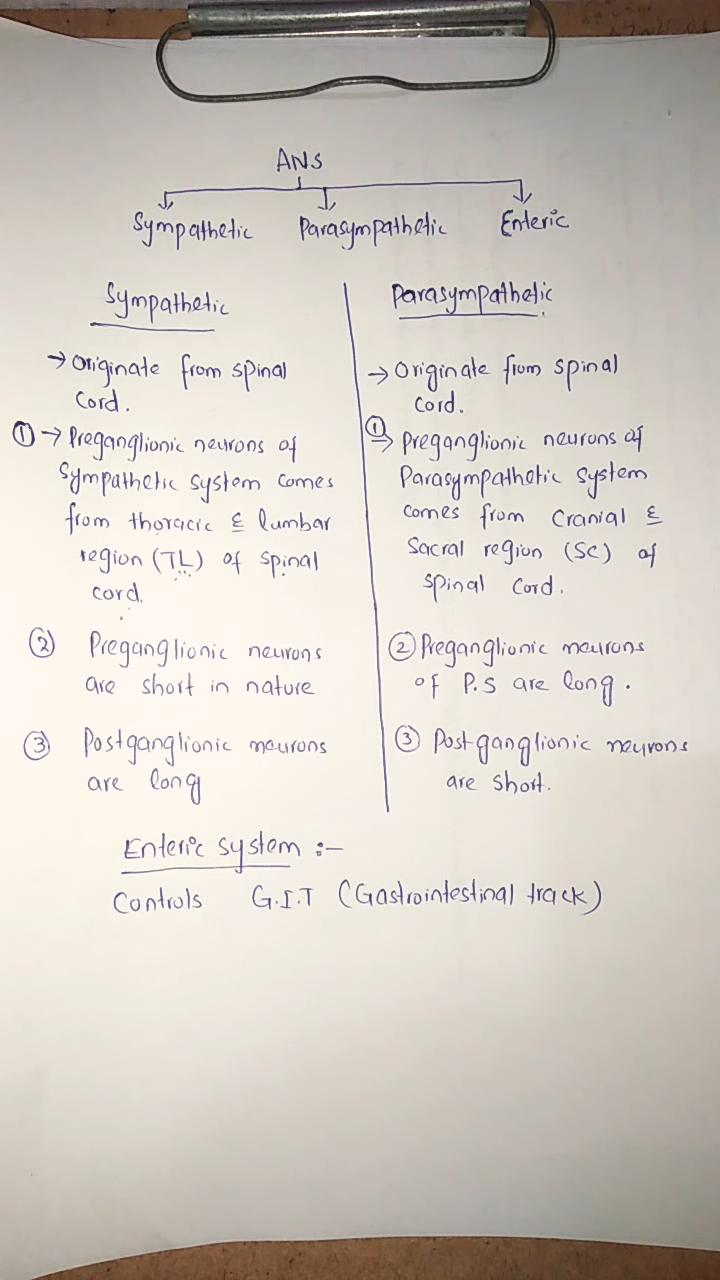 ANS
Sympathetic Parasympathetic Enteric
Sympathetic
→ Originate from spinal
cord.
① → Preganglionic neurons of
Sympathetic system comes
from thoracic & lumbar
region (TL) of spinal
cord.
② Preganglionic neurons
are short in nature
③ Postganglionic neurons
are long
Parasympathetic
→ Originate from spinal
cord.
① → Preganglionic neurons of
Parasympathetic system
comes from Cranial &
Sacral region (SC) of
spinal cord.
② Preganglionic neurons
of P.S are long.
③ Post-ganglionic neurons
are short.
Enteric system :-
Controls G.I.T (Gastrointestinal track)